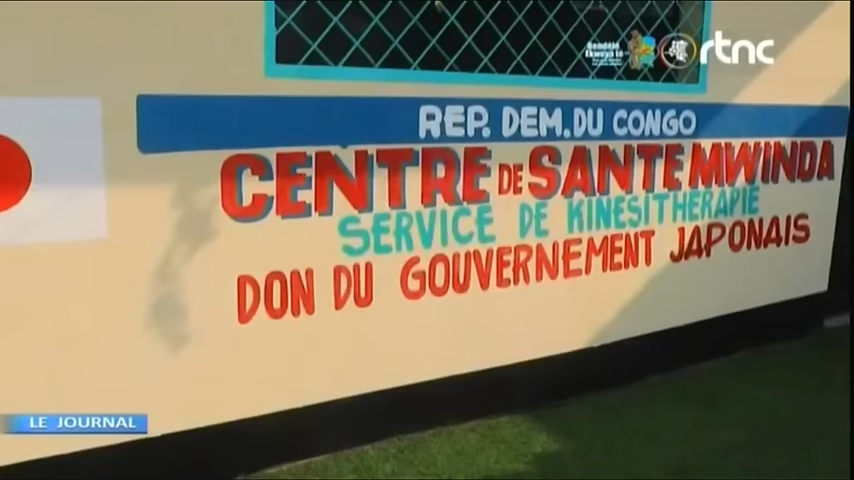 rtnc
REP. DEM. DU CONGO
CENTRE DE SANTE MWINDA
SERVICE DE KINESITHERAPIE
DON DU GOUVERNEMENT JAPONAIS
LE JOURNAL